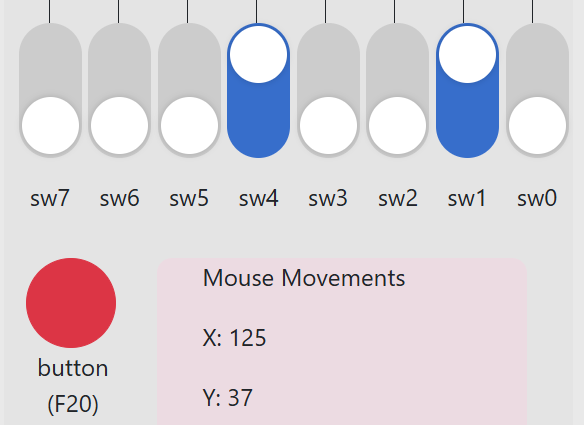 sw7 sw6 sw5 sw4 sw3 sw2 sw1 sw0
button
(F20)
Mouse Movements
X: 125
Y: 37